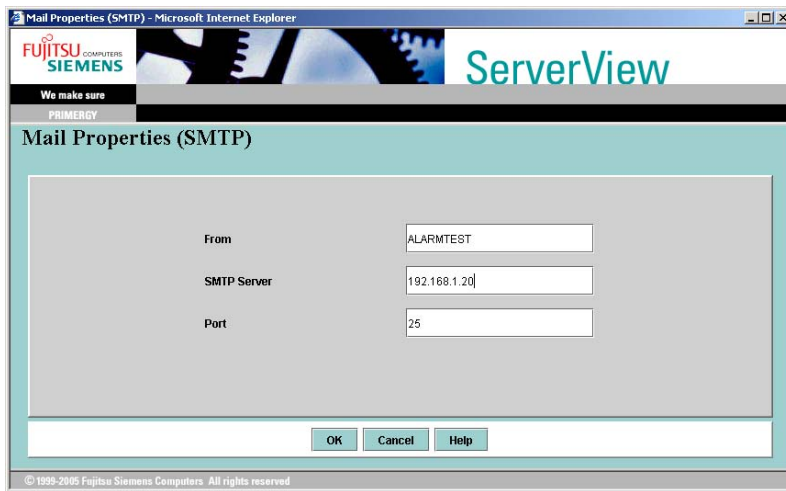 Mail Properties (SMTP) - Microsoft Internet Explorer
FUJITSU COMPUTERS
SIEMENS
ServerView
We make sure
PRIMERGY
Mail Properties (SMTP)
From ALARMTEST
SMTP Server 192.168.1.20
Port 25
OK Cancel Help
© 1999-2005 Fujitsu Siemens Computers All rights reserved